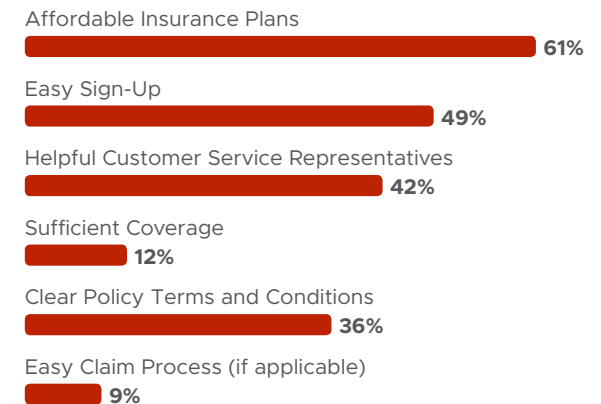 Affordable Insurance Plans
61%
Easy Sign-Up
49%
Helpful Customer Service Representatives
42%
Sufficient Coverage
12%
Clear Policy Terms and Conditions
36%
Easy Claim Process (if applicable)
9%